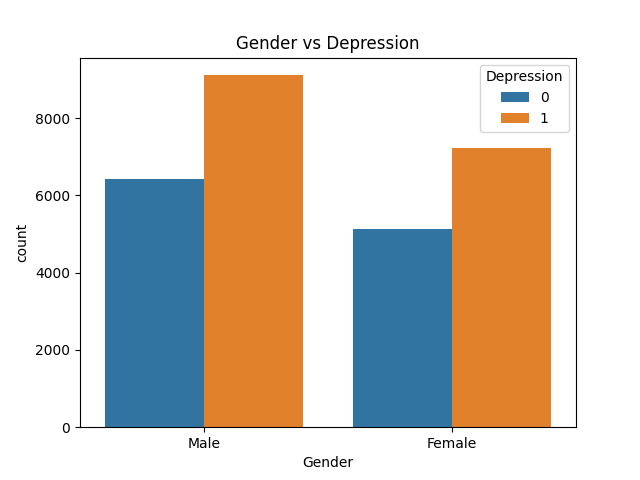 Gender vs Depression
Depression
0
1
8000
6000
4000
2000
0
count
Male
Female
Gender